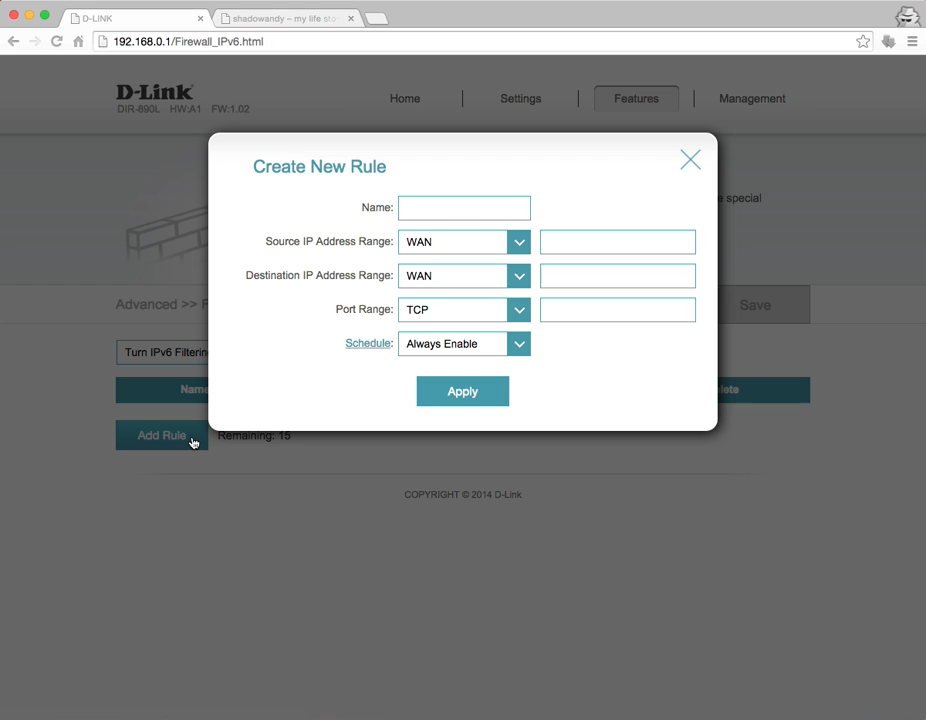 D-LINK
shadowandy ~ my life sto
192.168.0.1/Firewall_IPv6.html
D-Link
DIR-890L HW:A1 FW:1.02
Home
Settings
Features
Management
Create New Rule
e special
Name:
Source IP Address Range:
WAN
Destination IP Address Range:
WAN
Advanced >> F
Port Range:
TCP
Save
Schedule:
Always Enable
Turn IPv6 Filterin
Name
Apply
lete
Add Rule
Remaining: 15
COPYRIGHT © 2014 D-Link